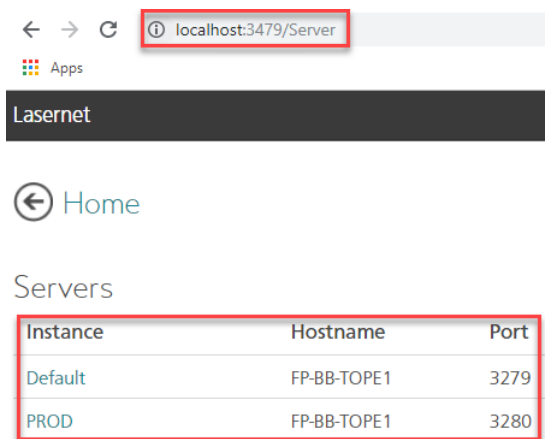 localhost:3479/Server
Apps
Lasernet
Home
Servers
Instance Hostname Port
Default FP-BB-TOPE1 3279
PROD FP-BB-TOPE1 3280